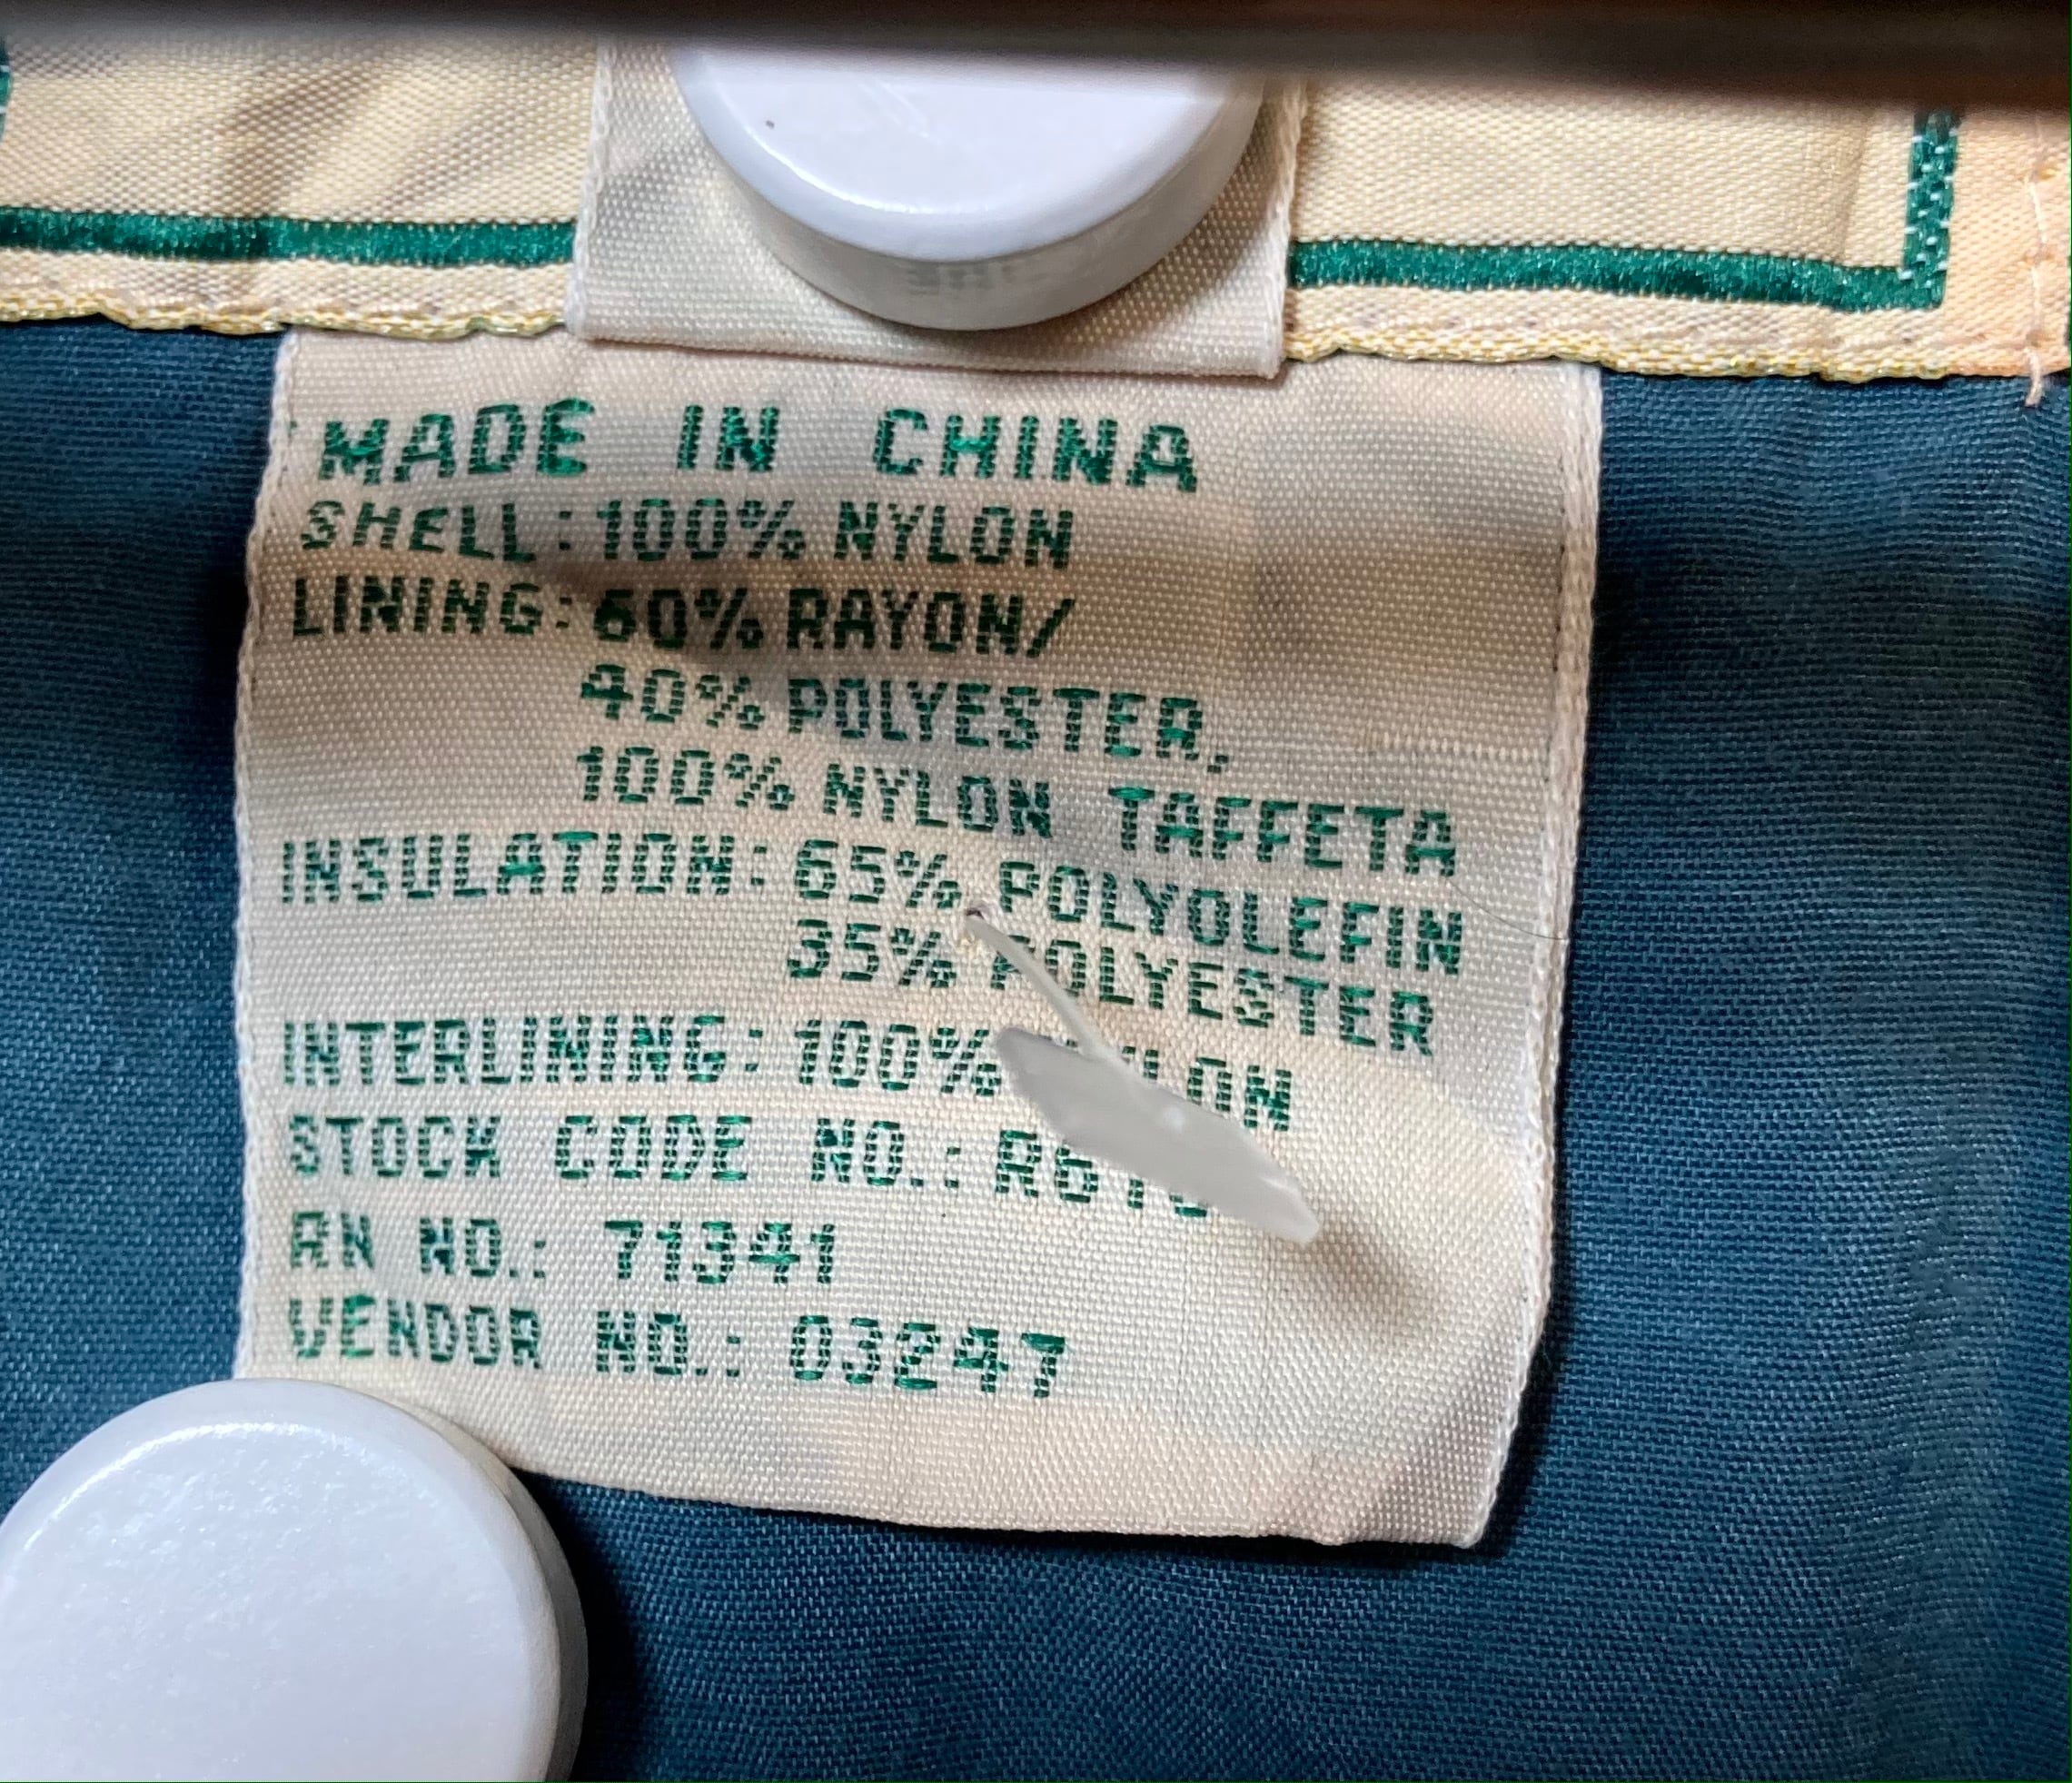 MADE IN CHINA
SHELL: 100% NYLON
LINING: 60% RAYON/
40% POLYESTER,
100% NYLON TAFFETA
INSULATION: 65% POLYOLEFIN
35% POLYESTER
INTERLINING: 100%
STOCK CODE NO.:
RN NO.: 71341
VENDOR NO.: 03247